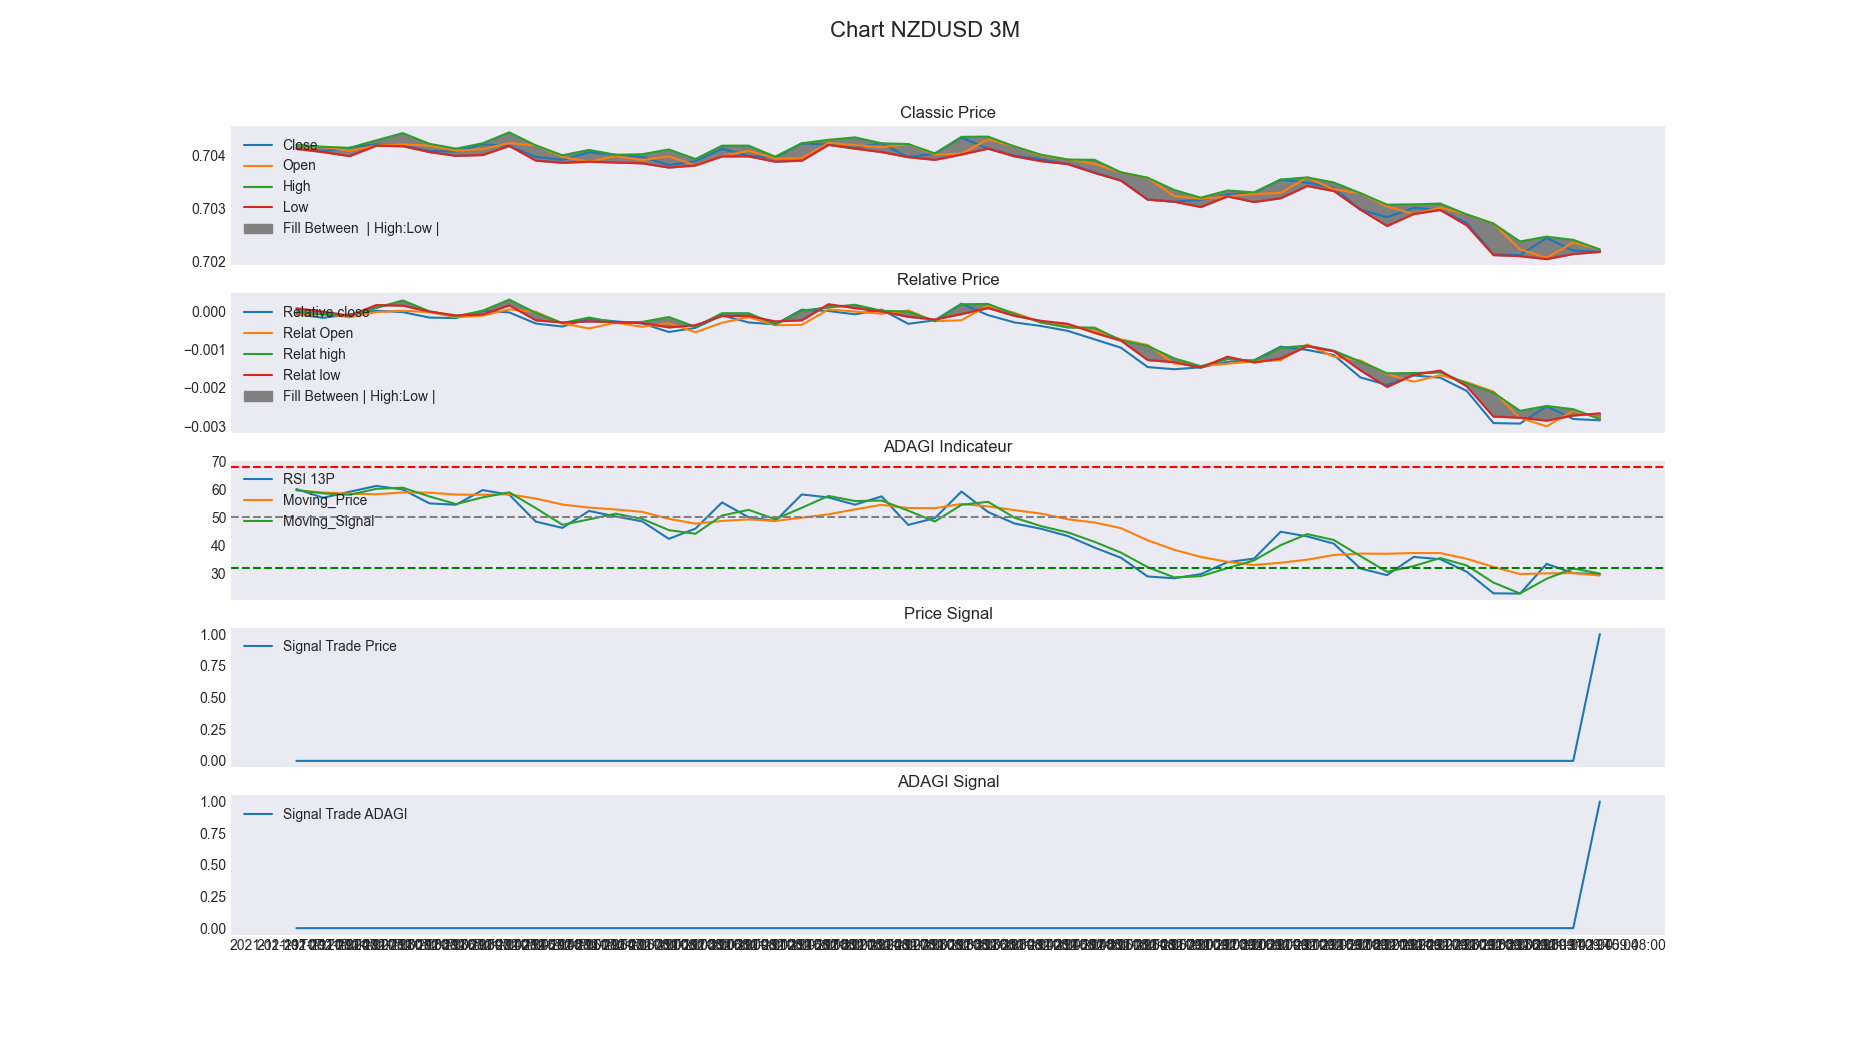 Chart NZDUSD 3M
Classic Price
0.704
0.703
0.702
Close
Open
High
Low
Fill Between | High:Low |
Relative Price
0.000
−0.001
−0.002
−0.003
Relative close
Relat Open
Relat high
Relat low
Fill Between | High:Low |
ADAGI Indicateur
70
60
50
40
30
RSI 13P
Moving_Price
Moving_Signal
Price Signal
1.00
0.75
0.50
0.25
0.00
Signal Trade Price
ADAGI Signal
1.00
0.75
0.50
0.25
0.00
Signal Trade ADAGI